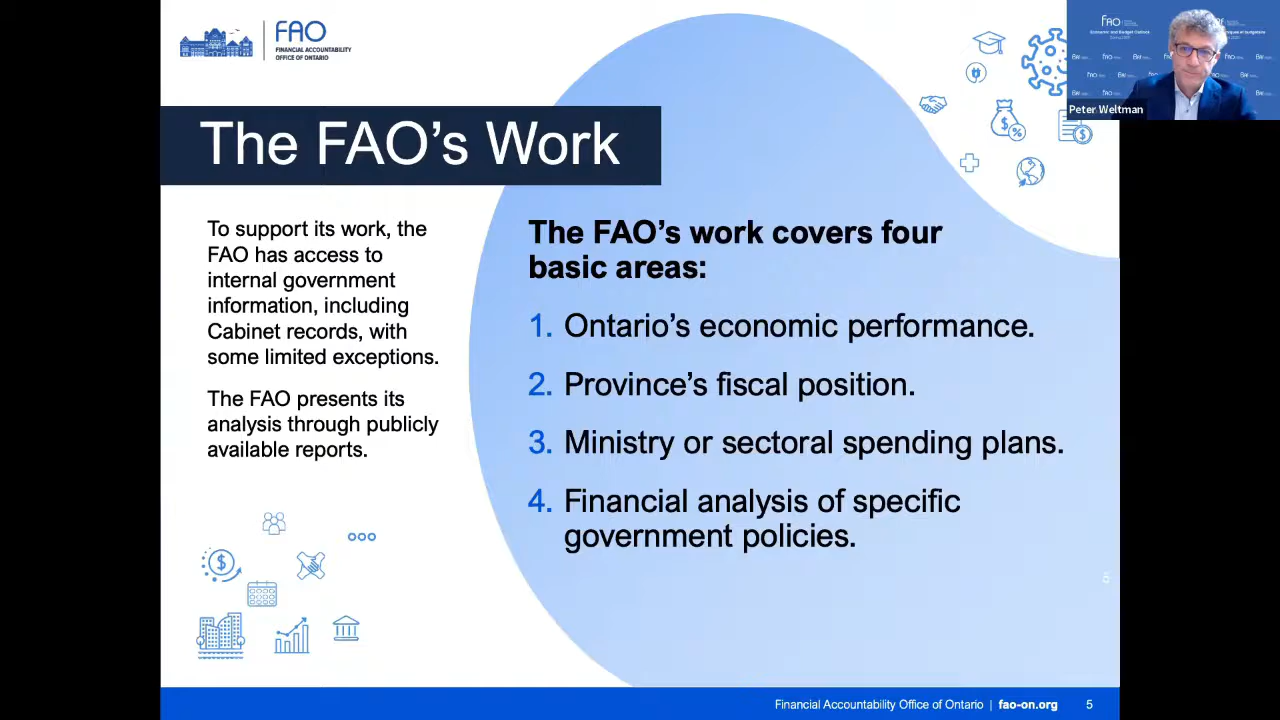 FAO
FINANCIAL ACCOUNTABILITY
OFFICE OF ONTARIO
Peter Weltman
The FAO's Work
To support its work, the
FAO has access to
internal government
information, including
Cabinet records, with
some limited exceptions.
The FAO presents its
analysis through publicly
available reports.
The FAO's work covers four
basic areas:
1. Ontario's economic performance.
2. Province's fiscal position.
3. Ministry or sectoral spending plans.
4. Financial analysis of specific
government policies.
5
Financial Accountability Office of Ontario | fao-on.org 5